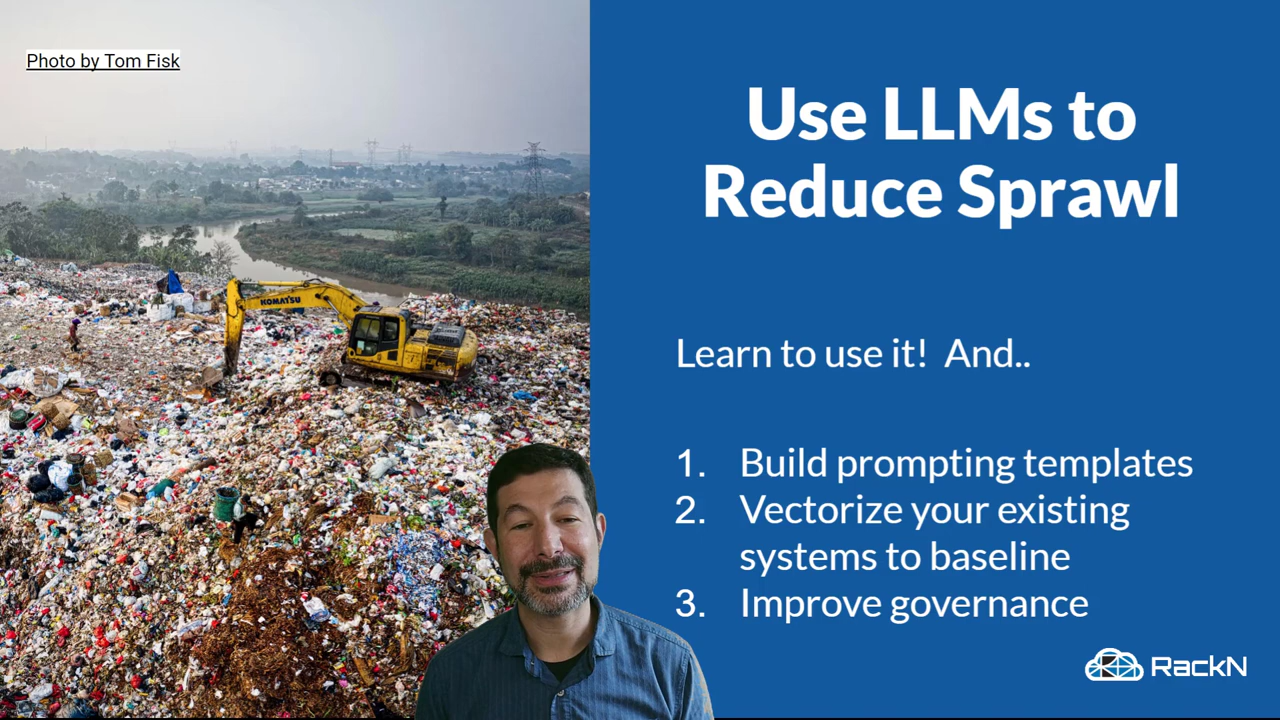 Photo by Tom Fisk
Use LLMs to
Reduce Sprawl
KOMATSU
Learn to use it!  And..
1. Build prompting templates
2. Vectorize your existing
systems to baseline
3. Improve governance
RackN